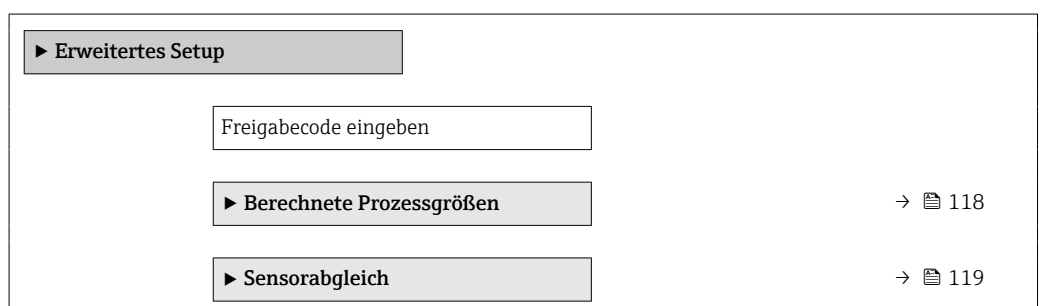 ▶ Erweitertes Setup
Freigabecode eingeben
▶ Berechnete Prozessgrößen → 118
▶ Sensorabgleich → 119